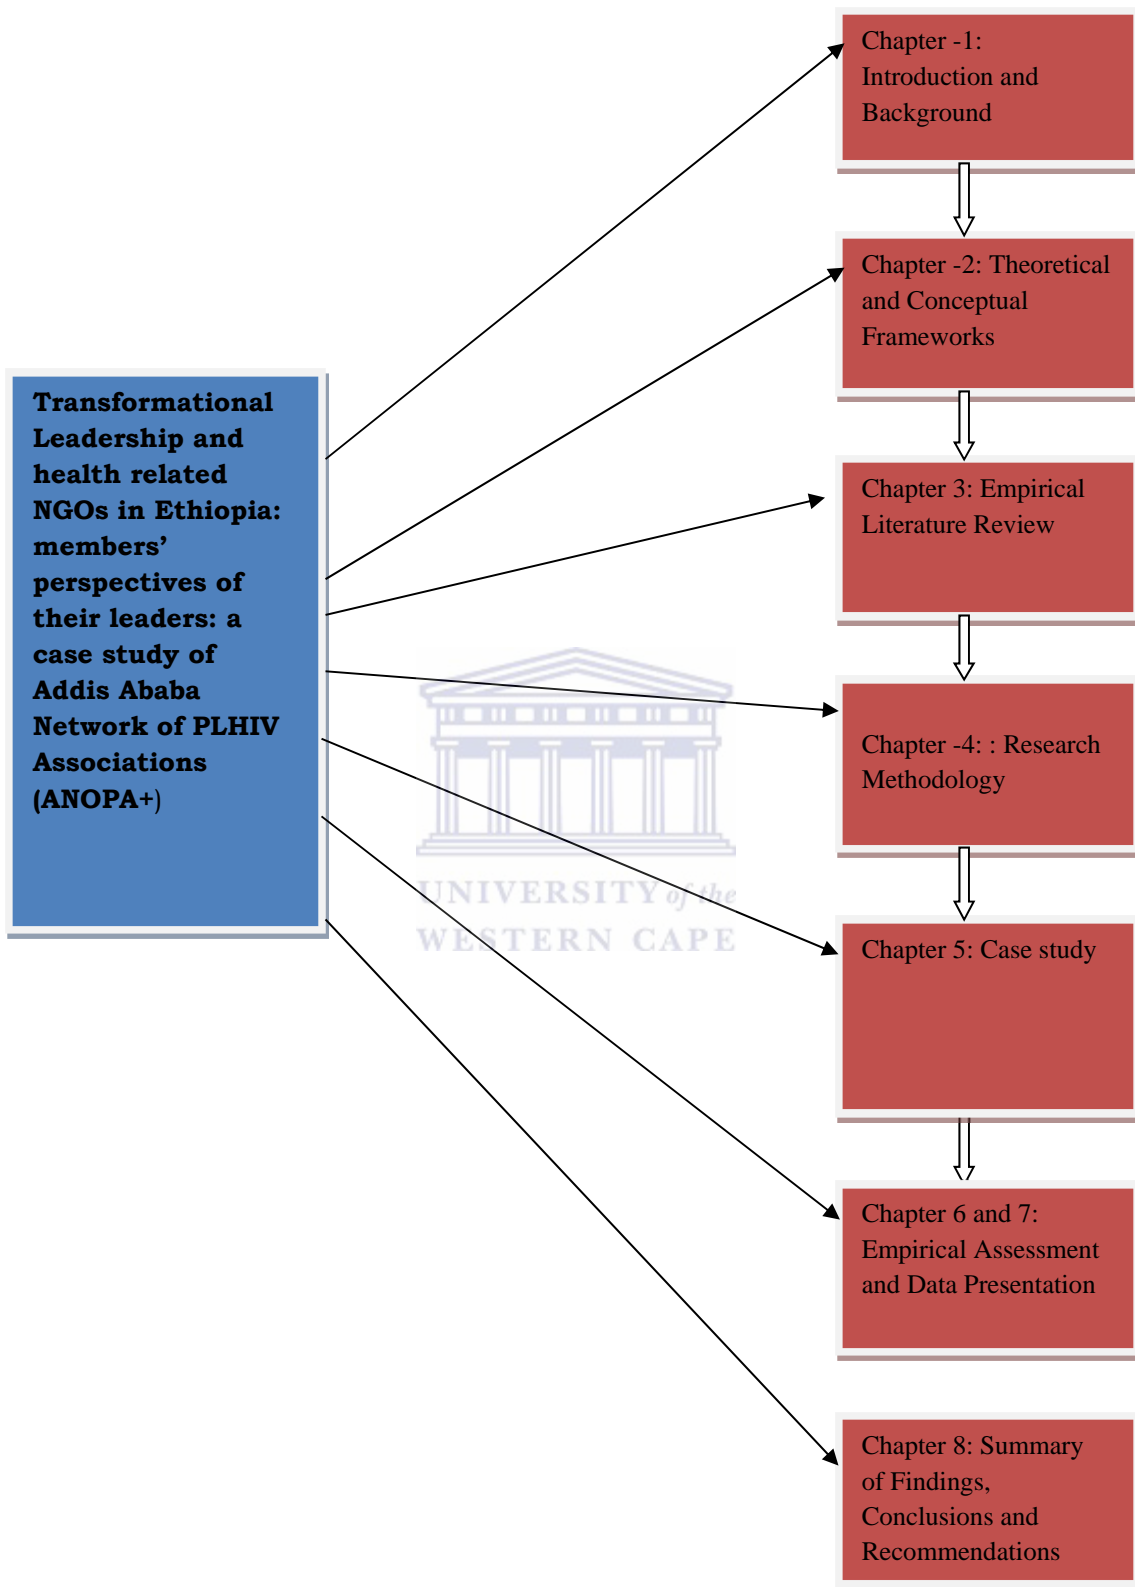 Transformational
Leadership and
health related
NGOs in Ethiopia:
members’
perspectives of
their leaders: a
case study of
Addis Ababa
Network of PLHIV
Associations
(ANOPA+)
Chapter -1:
Introduction and
Background
Chapter -2: Theoretical
and Conceptual
Frameworks
Chapter 3: Empirical
Literature Review
Chapter -4: : Research
Methodology
Chapter 5: Case study
Chapter 6 and 7:
Empirical Assessment
and Data Presentation
Chapter 8: Summary
of Findings,
Conclusions and
Recommendations
UNIVERSITY of the
WESTERN CAPE